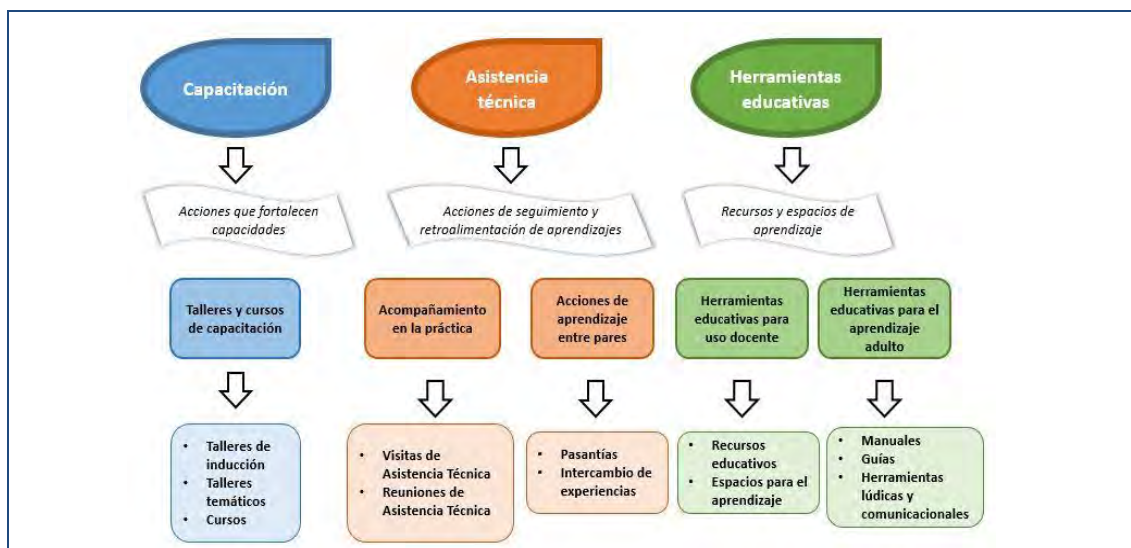 Capacitación
Asistencia
técnica
Herramientas
educativas
Acciones que fortalecen
capacidades
Acciones de seguimiento y
retroalimentación de aprendizajes
Recursos y espacios de
aprendizaje
Talleres y cursos
de capacitación
Acompañamiento
en la práctica
Acciones de
aprendizaje
entre pares
Herramientas
educativas para
uso docente
Herramientas
educativas para el
aprendizaje
adulto
• Talleres de
inducción
• Talleres
temáticos
• Cursos
• Visitas de
Asistencia Técnica
• Reuniones de
Asistencia Técnica
• Pasantías
• Intercambio de
experiencias
• Recursos
educativos
• Espacios para el
aprendizaje
• Manuales
• Guías
• Herramientas
lúdicas y
comunicacionales